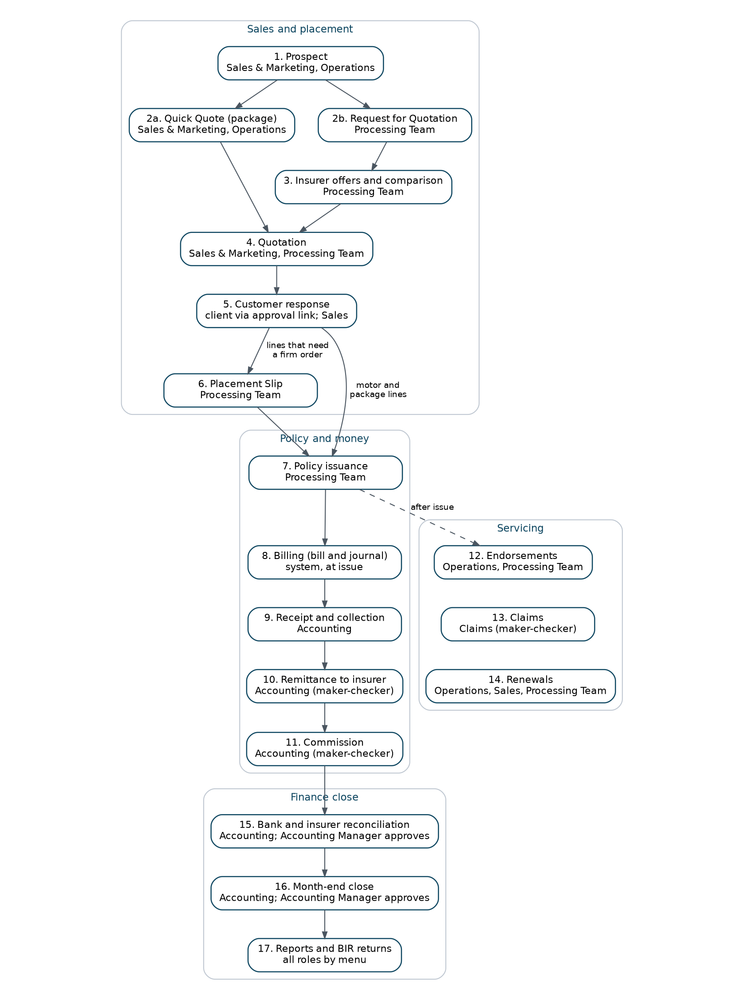 Sales and placement
1. Prospect
Sales & Marketing, Operations
2a. Quick Quote (package)
Sales & Marketing, Operations
2b. Request for Quotation
Processing Team
3. Insurer offers and comparison
Processing Team
4. Quotation
Sales & Marketing, Processing Team
5. Customer response
client via approval link; Sales
lines that need
a firm order
6. Placement Slip
Processing Team
motor and
package lines
Policy and money
7. Policy issuance
Processing Team
after issue
8. Billing (bill and journal)
system, at issue
9. Receipt and collection
Accounting
10. Remittance to insurer
Accounting (maker-checker)
11. Commission
Accounting (maker-checker)
Servicing
12. Endorsements
Operations, Processing Team
13. Claims
Claims (maker-checker)
14. Renewals
Operations, Sales, Processing Team
Finance close
15. Bank and insurer reconciliation
Accounting; Accounting Manager approves
16. Month-end close
Accounting; Accounting Manager approves
17. Reports and BIR returns
all roles by menu